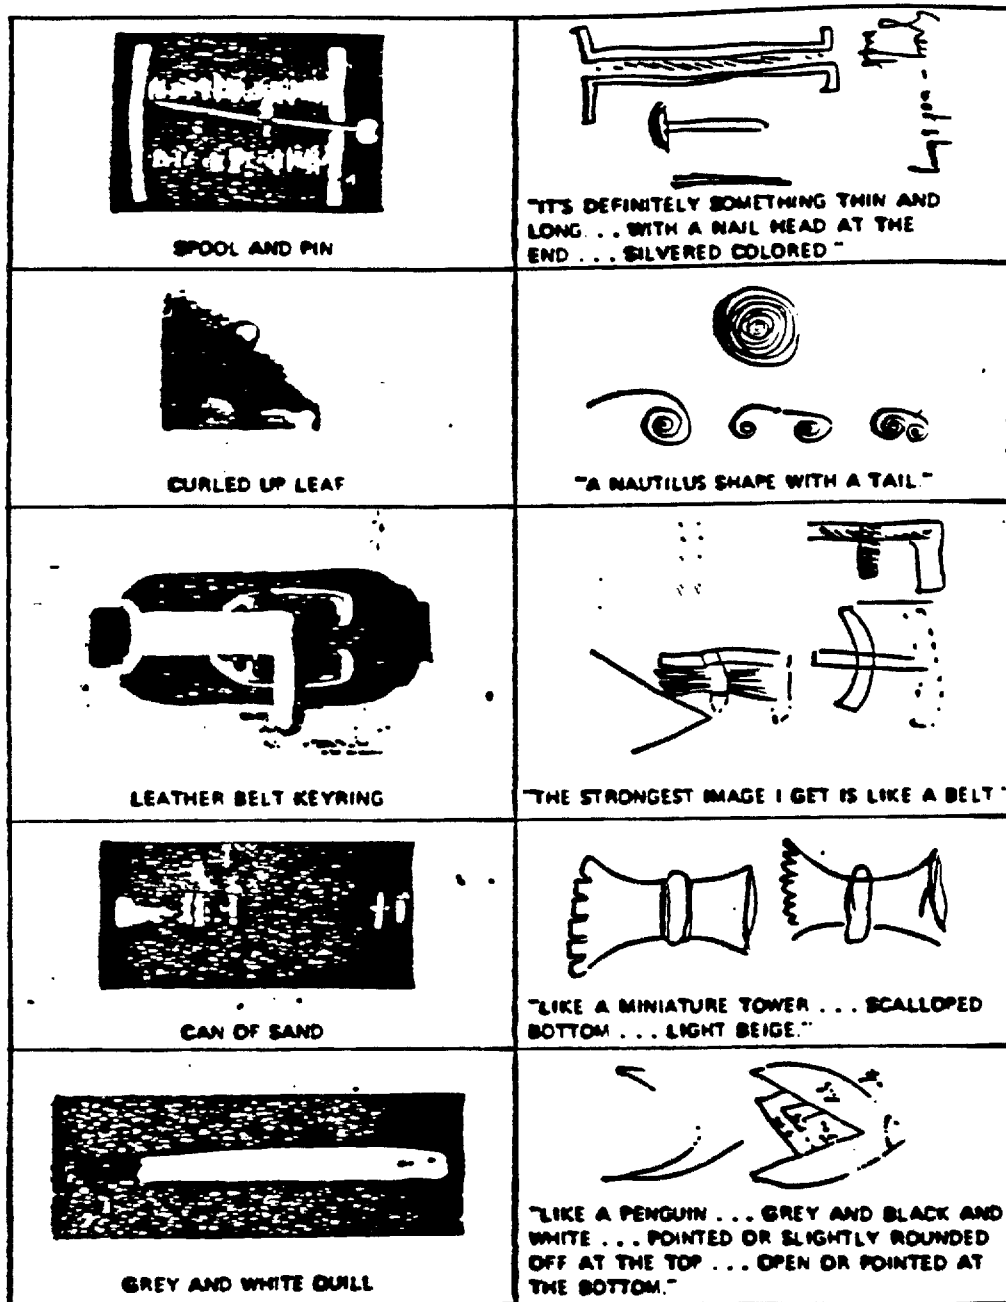 SPOOL AND PIN
"IT'S DEFINITELY SOMETHING THIN AND
LONG... WITH A NAIL HEAD AT THE
END... SILVERED COLORED"
CURLED UP LEAF
"A NAUTILUS SHAPE WITH A TAIL."
LEATHER BELT KEYRING
"THE STRONGEST IMAGE I GET IS LIKE A BELT"
CAN OF SAND
"LIKE A MINIATURE TOWER... SCALLOPED
BOTTOM... LIGHT BEIGE."
GREY AND WHITE QUILL
"LIKE A PENGUIN... GREY AND BLACK AND
WHITE... POINTED OR SLIGHTLY ROUNDED
OFF AT THE TOP... OPEN OR POINTED AT
THE BOTTOM."